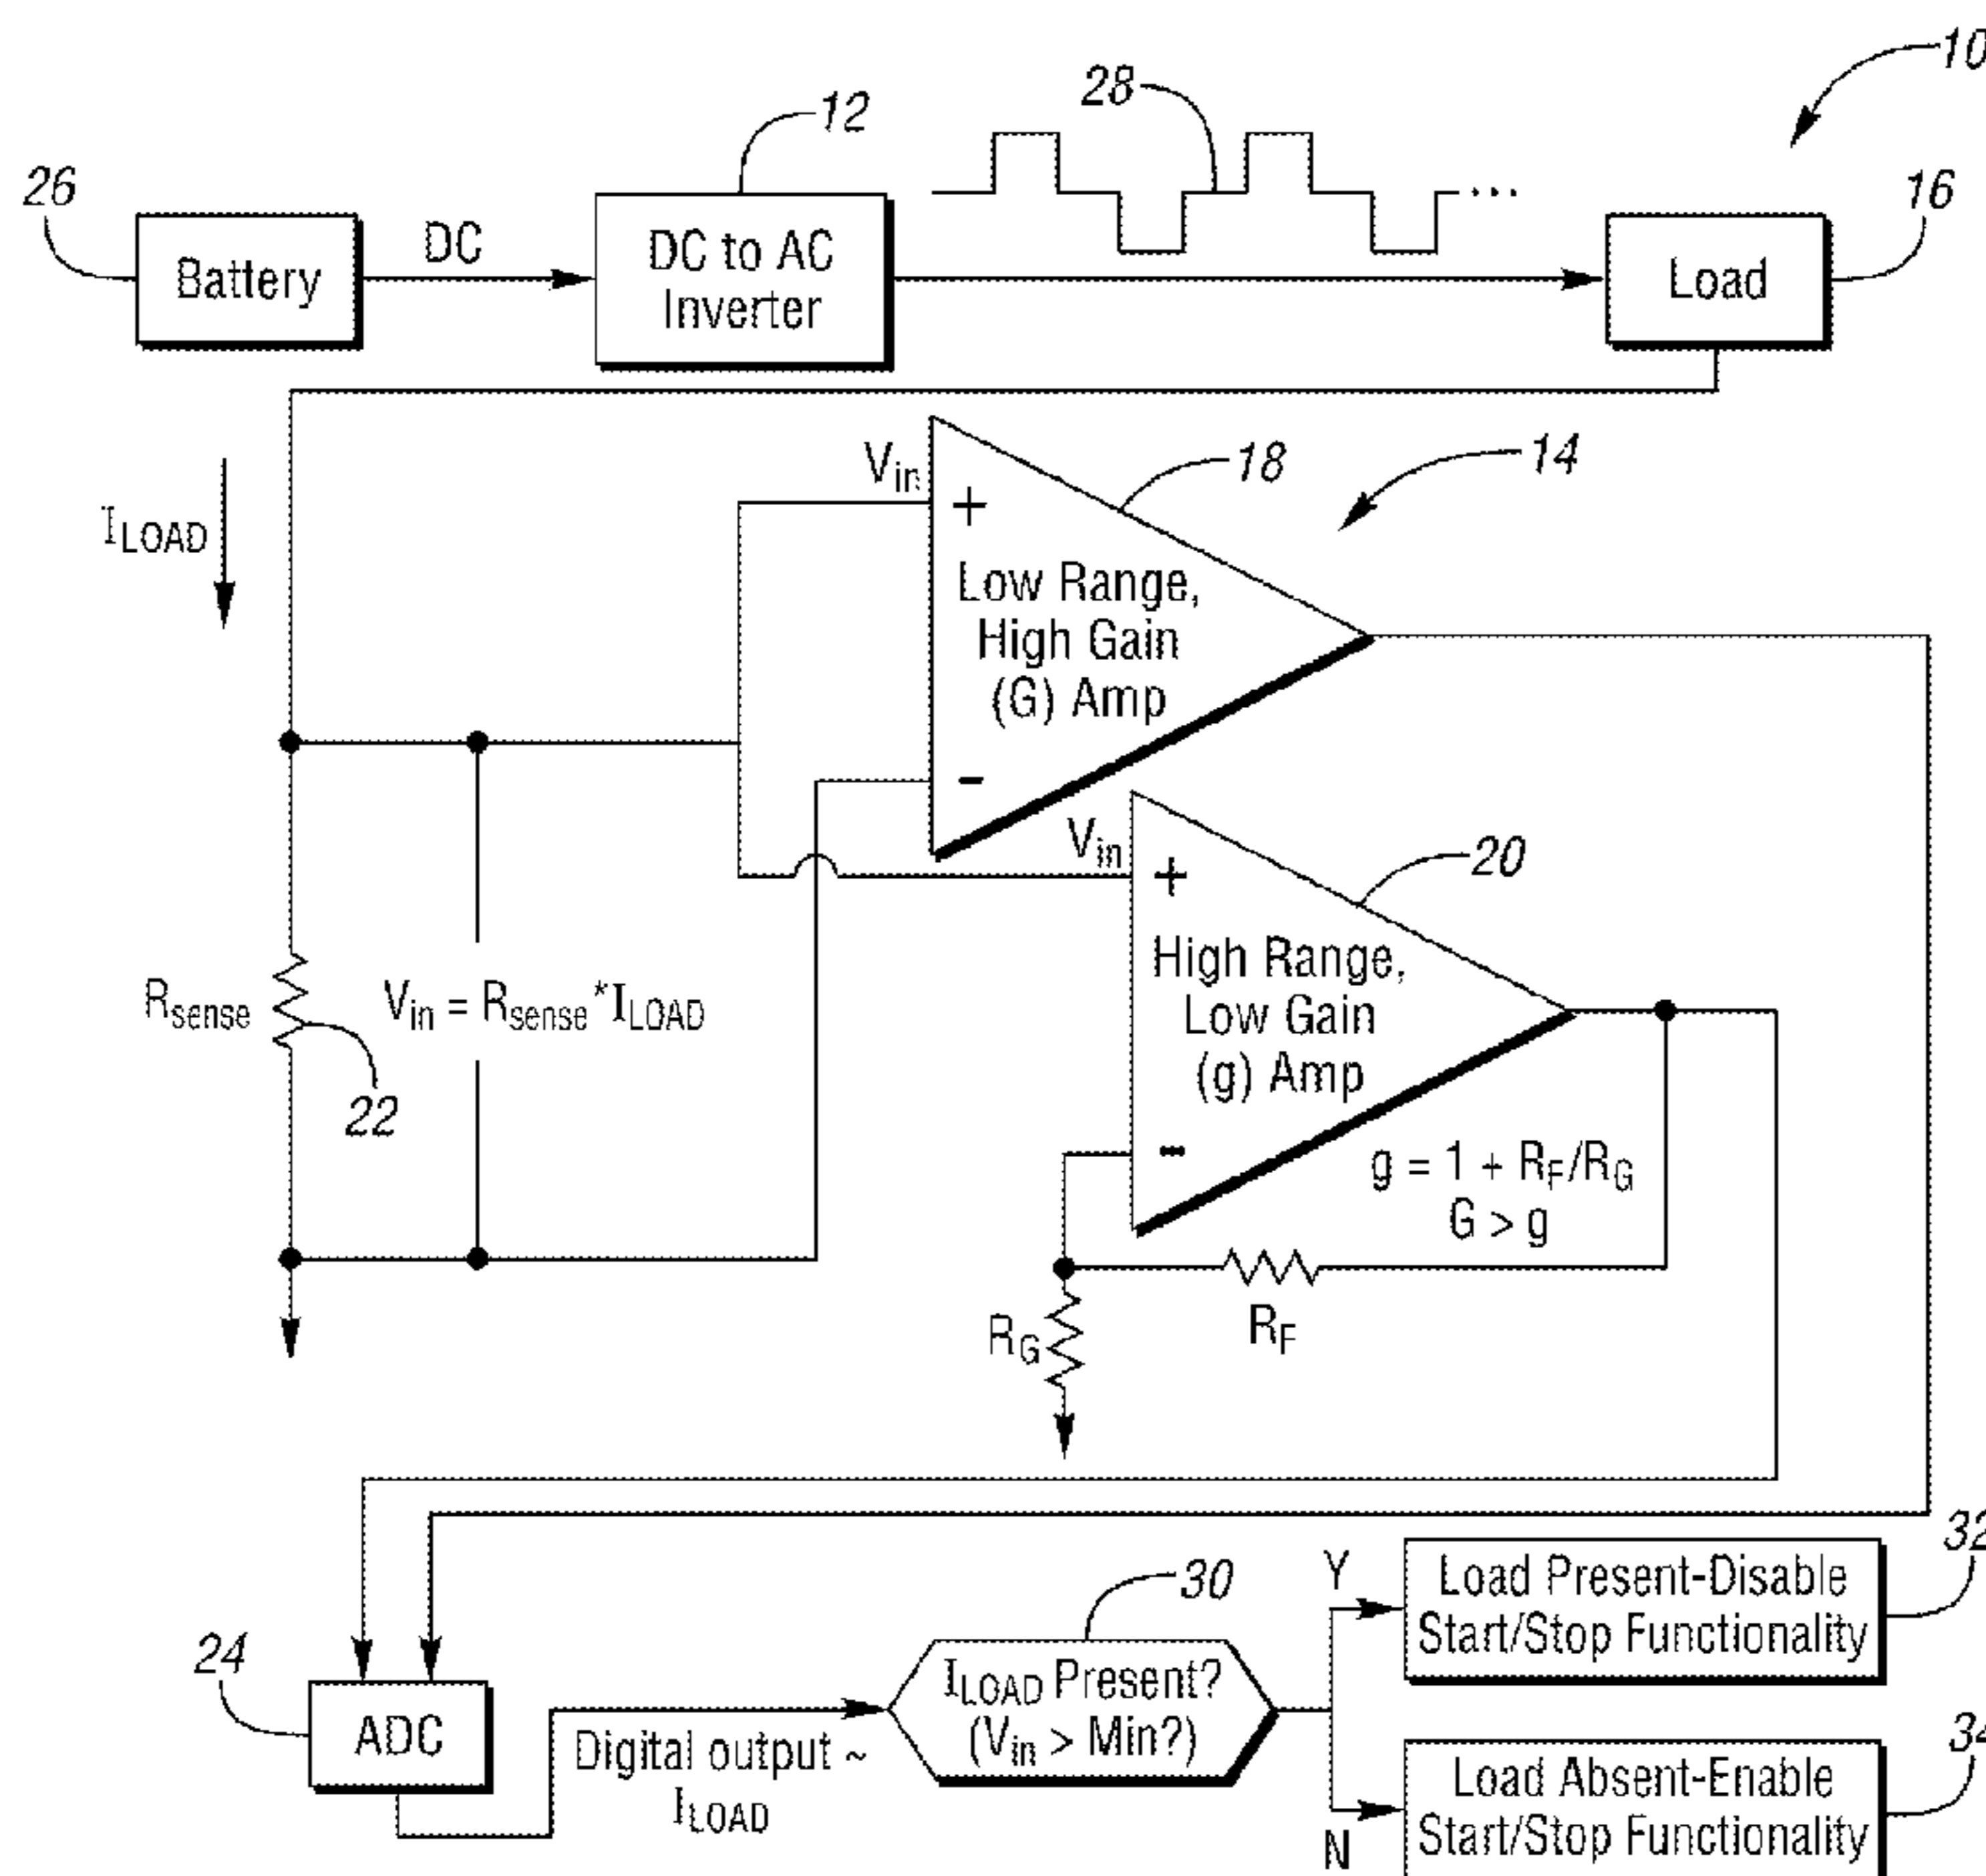 10
28
12
26
16
Battery
DC
DC to AC
Inverter
Load
18
14
Vin
ILOAD
+
Low Range,
High Gain
(G) Amp
-
Vin
20
+
High Range,
Low Gain
(g) Amp
-
Rsense
Vin = Rsense*ILOAD
22
g = 1 + RF/RG
G > g
RG
RF
32
30
Y
Load Present-Disable
Start/Stop Functionality
24
ADC
Digital output ~
ILOAD
ILOAD Present?
(Vin > Min?)
34
N
Load Absent-Enable
Start/Stop Functionality